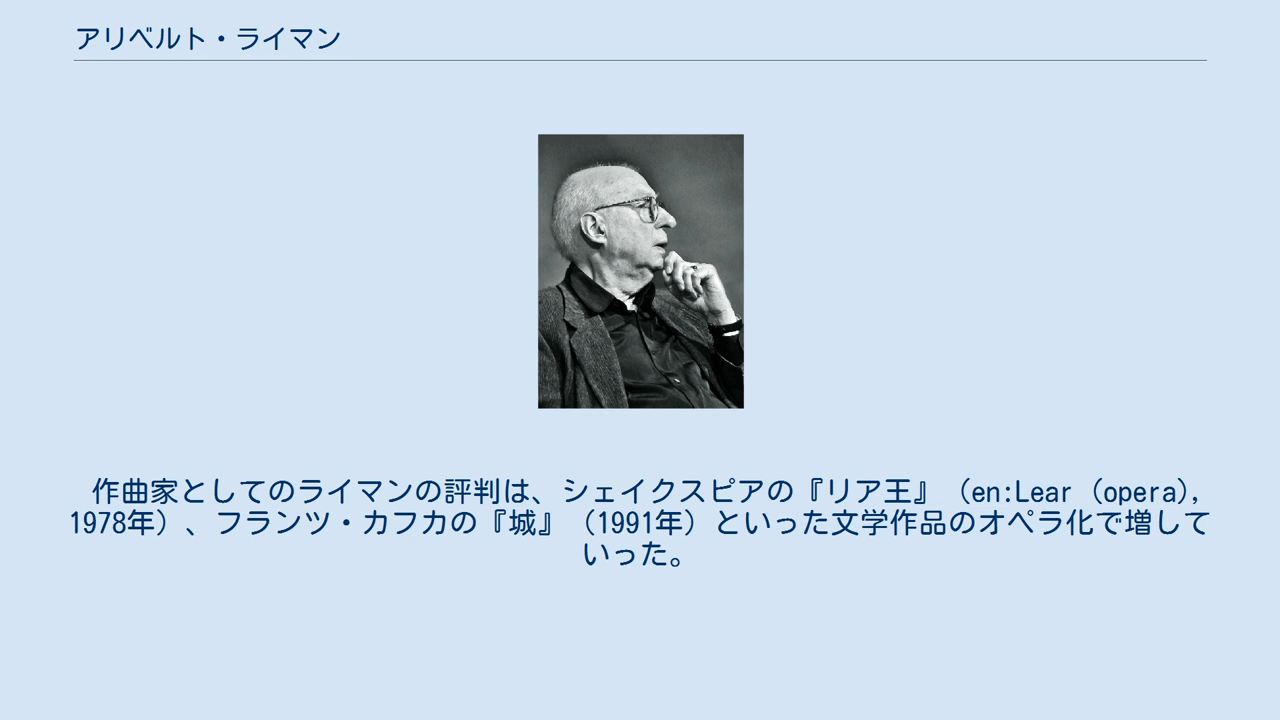 アリベルト・ライマン
作曲家としてのライマンの評判は、シェイクスピアの『リア王』（en:Lear (opera),
1978年）、フランツ・カフカの『城』（1991年）といった文学作品のオペラ化で増して
いった。